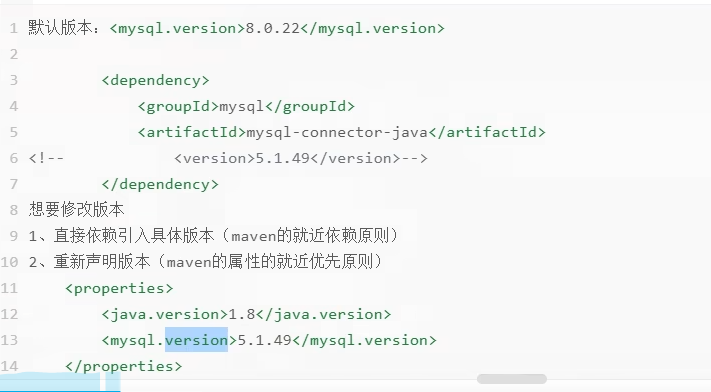 1 默认版本：<mysql.version>8.0.22</mysql.version>
2
3 <dependency>
4 <groupId>mysql</groupId>
5 <artifactId>mysql-connector-java</artifactId>
6 <!-- <version>5.1.49</version>-->
7 </dependency>
8 想要修改版本
9 1、直接依赖引入具体版本（maven的就近依赖原则）
10 2、重新声明版本（maven的属性的就近优先原则）
11 <properties>
12 <java.version>1.8</java.version>
13 <mysql.version>5.1.49</mysql.version>
14 </properties>